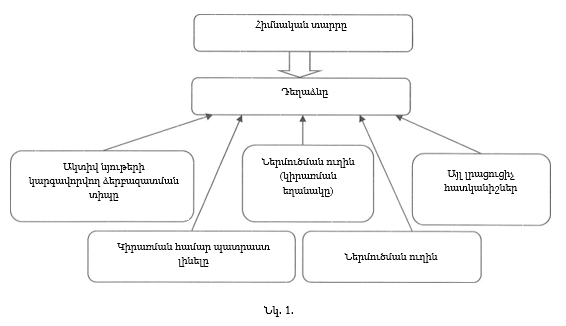 Հիմնական տարրը
Դեղաձևը
Ակտիվ նյութերի
կարգավորվող ձերբազատման
տիպը
Ներմուծման ուղին
(կիրառման
եղանակը)
Այլ լրացուցիչ
հատկանիշներ
Կիրառման համար պատրաստ
լինելը
Ներմուծման ուղին
Նկ. 1.